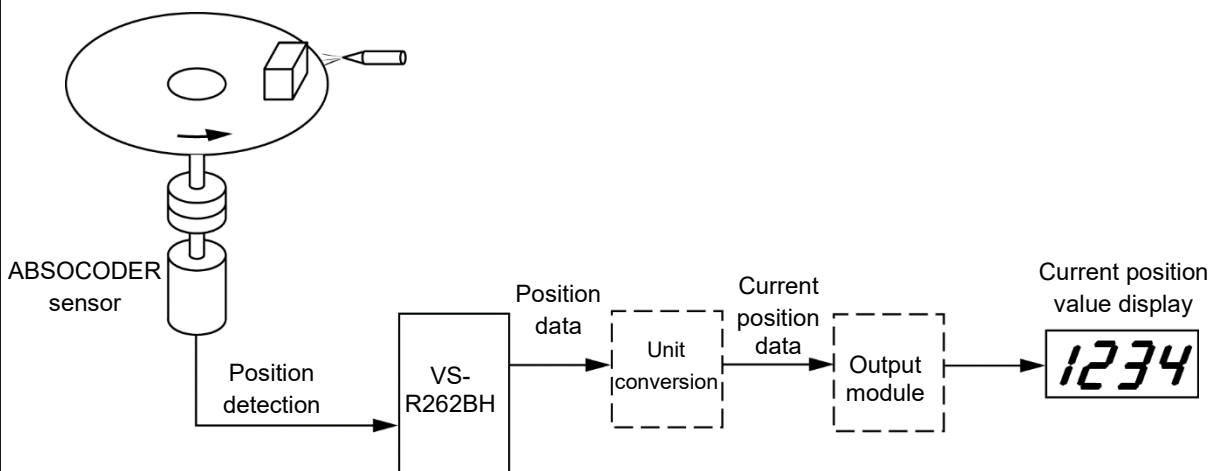 ABSOCODER
sensor
Position
detection
VS-
R262BH
Position
data
Unit
conversion
Current
position
data
Output
module
Current position
value display
1234